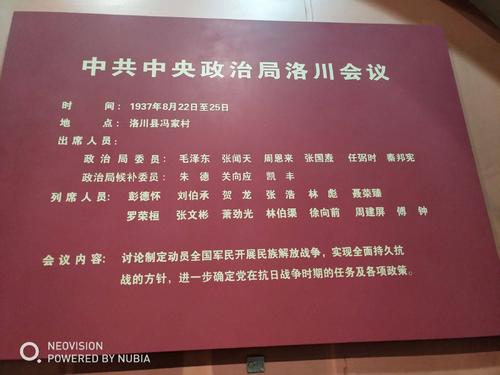 中共中央政治局洛川会议
时 间：1937年8月22日至25日
地 点：洛川县冯家村
出席人员：
政治局委员：毛泽东 张闻天 周恩来 张国焘 任弼时 秦邦宪
政治局候补委员：朱 德 关向应 凯 丰
列席人员：彭德怀 刘伯承 贺 龙 张 浩 林 彪 聂荣臻
罗荣桓 张文彬 萧劲光 林伯渠 徐向前 周建屏 傅 钟
会议内容：讨论制定动员全国军民开展民族解放战争，实现全面持久抗
战的方针，进一步确定党在抗日战争时期的任务及各项政策。
NEOVISION
POWERED BY NUBIA